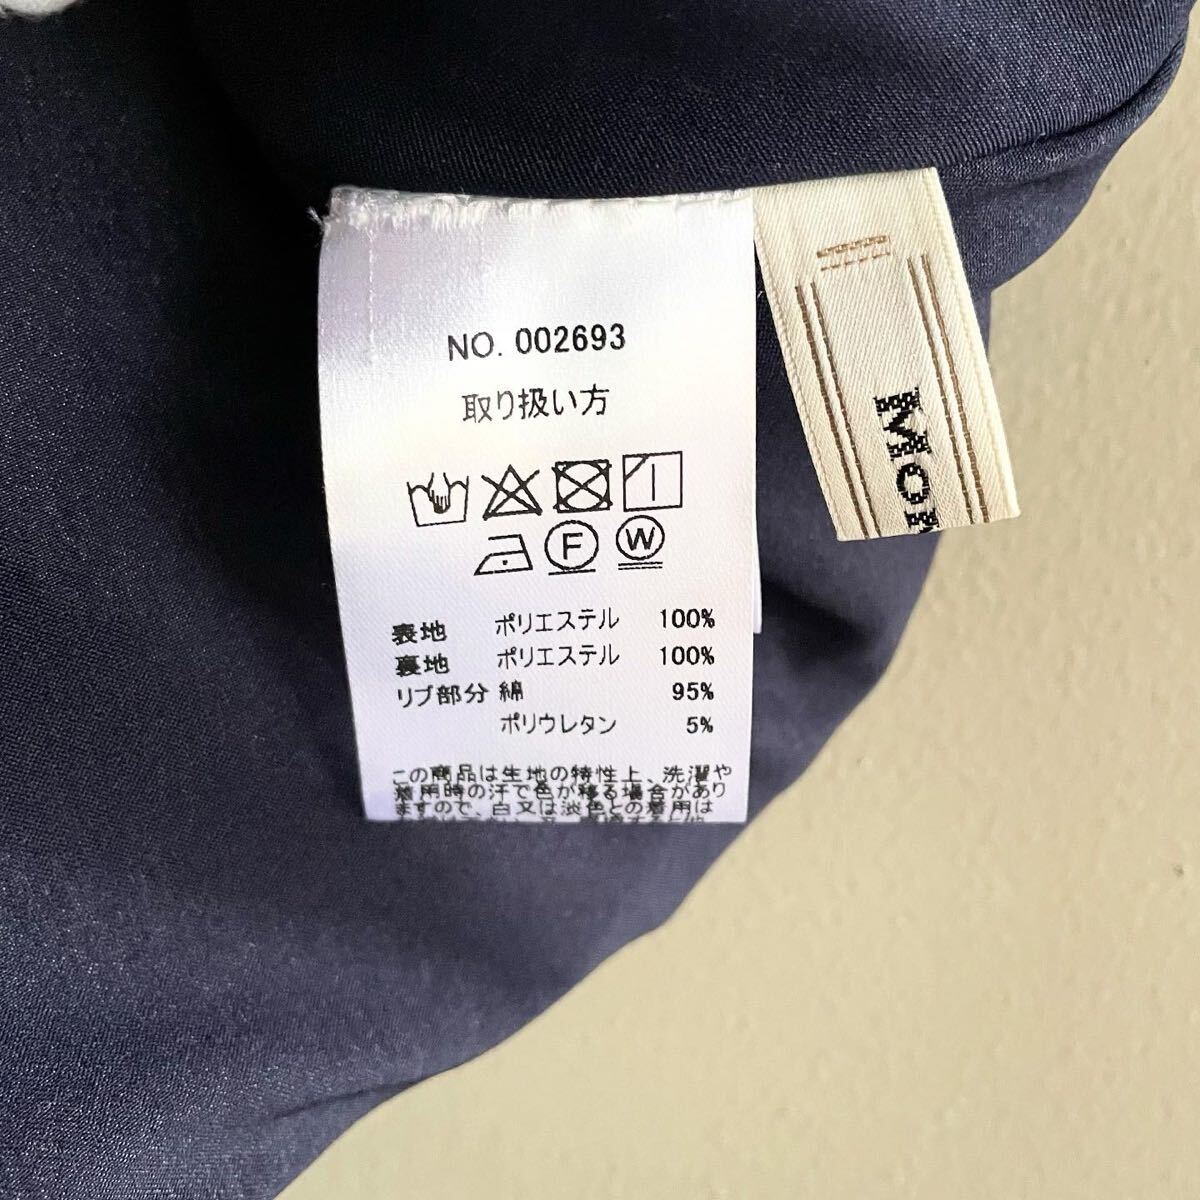 NO. 002693
取り扱い方
F W
表地 ポリエステル 100%
裏地 ポリエステル 100%
リブ部分 綿 95%
ポリウレタン 5%
この商品は生地の特性上、洗濯や
着用時の汗で色が移る場合があり
ますので、白又は淡色との着用は
MO